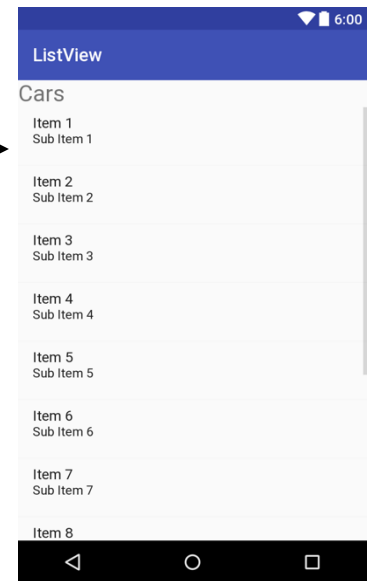 6:00
ListView
Cars
Item 1
Sub Item 1
Item 2
Sub Item 2
Item 3
Sub Item 3
Item 4
Sub Item 4
Item 5
Sub Item 5
Item 6
Sub Item 6
Item 7
Sub Item 7
Item 8